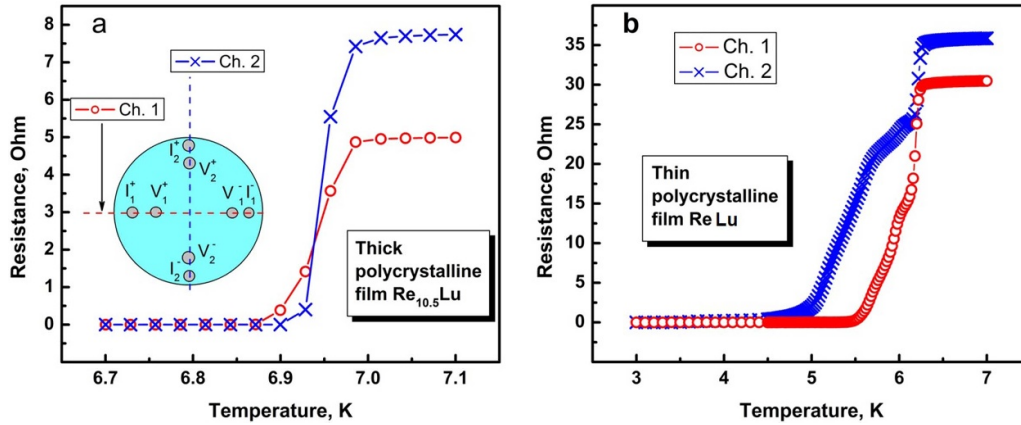 a
Ch. 2
Ch. 1
I₂⁺
V₂⁺
I₁⁺ V₁⁺ V₁⁻ I₁⁻
V₂⁻
I₂⁻
Thick
polycrystalline
film Re₁₀.₅Lu
Resistance, Ohm
8
7
6
5
4
3
2
1
0
6.7 6.8 6.9 7.0 7.1
Temperature, K
b
Ch. 1
Ch. 2
Thin
polycrystalline
film Re Lu
Resistance, Ohm
35
30
25
20
15
10
5
0
3 4 5 6 7
Temperature, K